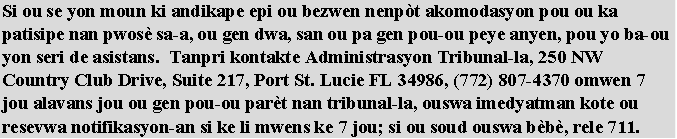 Si ou se yon moun ki andikape epi ou bezwen nenpòt akomodasyon pou ou ka
patisipe nan pwosè sa-a, ou gen dwa, san ou pa gen pou-ou peye anyen, pou yo ba-ou
yon seri de asistans.  Tanpri kontakte Administrasyon Tribunal-la, 250 NW
Country Club Drive, Suite 217, Port St. Lucie FL 34986, (772) 807-4370 omwen 7
jou alavans jou ou gen pou-ou parèt nan tribunal-la, ouswa imedyatman kote ou
resevwa notifikasyon-an si ke li mwens ke 7 jou; si ou soud ouswa bèbè, rele 711.